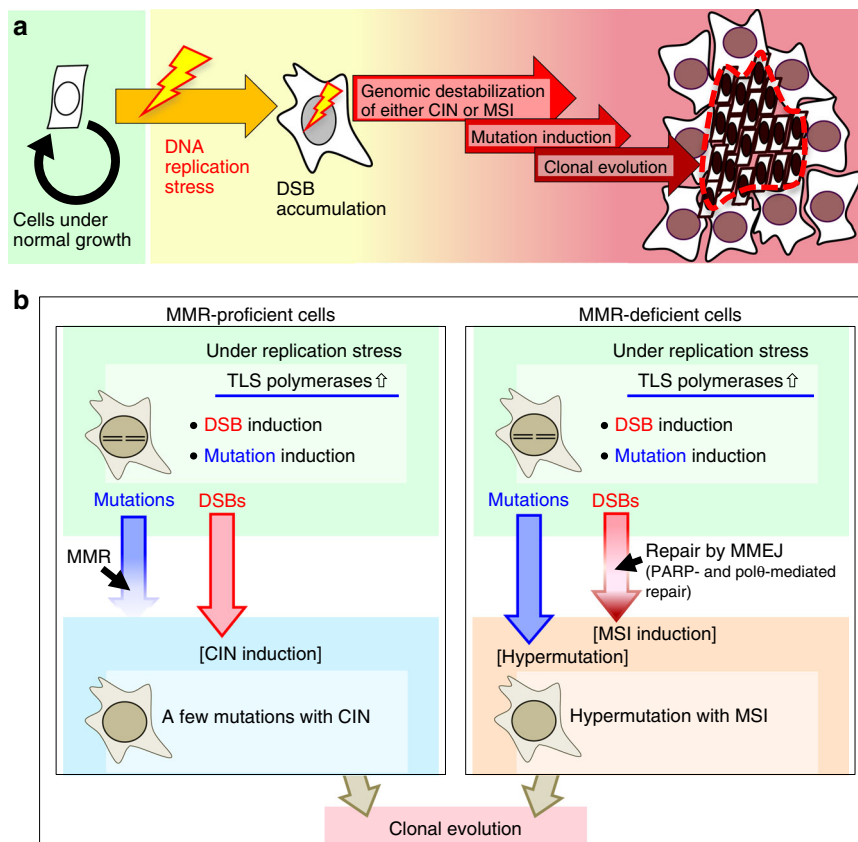 a
Cells under
normal growth
DNA
replication
stress
DSB
accumulation
Genomic destabilization
of either CIN or MSI
Mutation induction
Clonal evolution
b
MMR-proficient cells
Under replication stress
TLS polymerases⇧
• DSB induction
• Mutation induction
Mutations
DSBs
MMR
[CIN induction]
A few mutations with CIN
MMR-deficient cells
Under replication stress
TLS polymerases⇧
• DSB induction
• Mutation induction
Mutations
DSBs
Repair by MMEJ
(PARP- and polθ-mediated
repair)
[MSI induction]
[Hypermutation]
Hypermutation with MSI
Clonal evolution